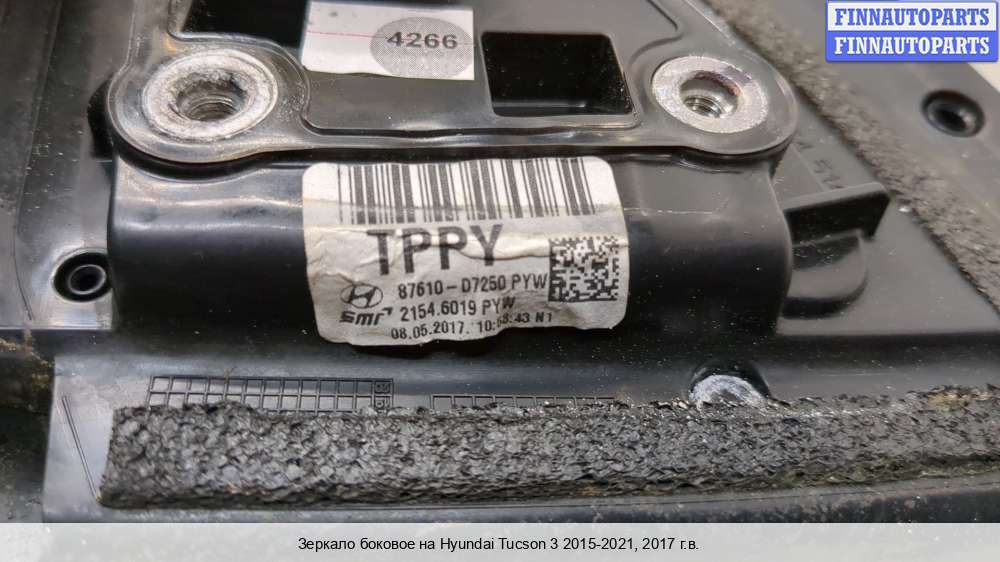 FINNAUTOPARTS
FINNAUTOPARTS
4266
TPPY
87610-D7250 PYW
smr 2154.6019 PYW
08.05.2017. 10:58:43 N1
Зеркало боковое на Hyundai Tucson 3 2015-2021, 2017 г.в.